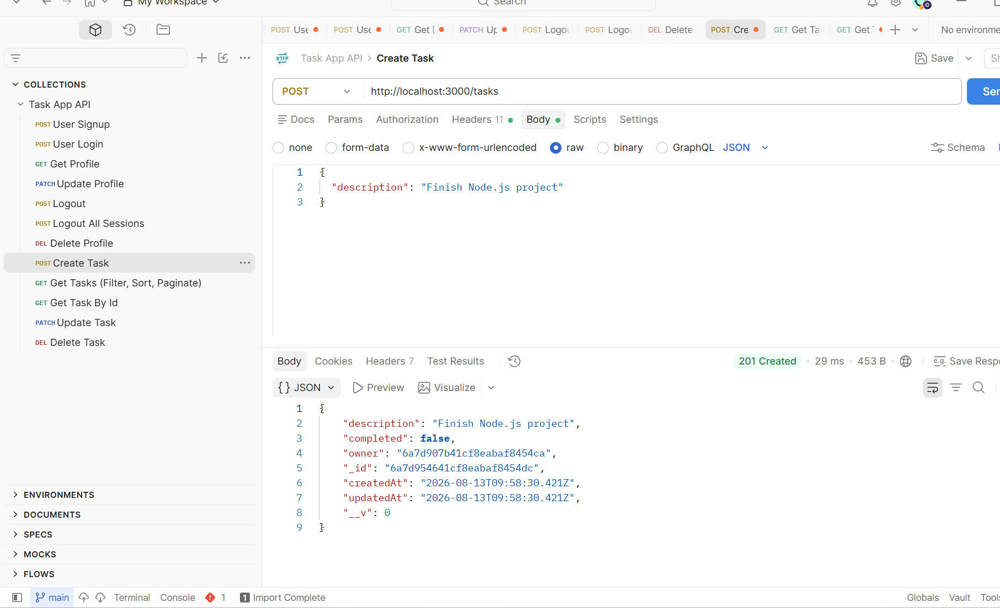 My Workspace
Search
POST Use
POST Use
GET Get
PATCH Up
POST Logou
POST Logou
DEL Delete
POST Cre
GET Get Ta
GET Get
No environme
HTTP Task App API > Create Task
Save
Sh
POST
http://localhost:3000/tasks
Sen
Docs Params Authorization Headers 11 Body Scripts Settings
none form-data x-www-form-urlencoded raw binary GraphQL JSON
Schema
1 {
2 "description": "Finish Node.js project"
3 }
COLLECTIONS
Task App API
POST User Signup
POST User Login
GET Get Profile
PATCH Update Profile
POST Logout
POST Logout All Sessions
DEL Delete Profile
POST Create Task
GET Get Tasks (Filter, Sort, Paginate)
GET Get Task By Id
PATCH Update Task
DEL Delete Task
ENVIRONMENTS
DOCUMENTS
SPECS
MOCKS
FLOWS
Body Cookies Headers 7 Test Results
201 Created • 29 ms • 453 B •
e.g. Save Respo
{} JSON Preview Visualize
1 {
2 "description": "Finish Node.js project",
3 "completed": false,
4 "owner": "6a7d907b41cf8eabaf8454ca",
5 "_id": "6a7d954641cf8eabaf8454dc",
6 "createdAt": "2026-08-13T09:58:30.421Z",
7 "updatedAt": "2026-08-13T09:58:30.421Z",
8 "__v": 0
9 }
main Terminal Console 1 1 Import Complete
Globals Vault Tools